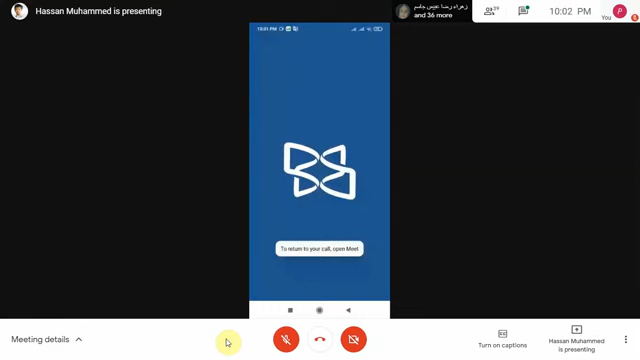 Hassan Muhammed is presenting
زهراء رضا عبيس جاسم
and 36 more
39
10:02 PM
You
10:01 PM
To return to your call, open Meet
Meeting details
Turn on captions
Hassan Muhammed
is presenting